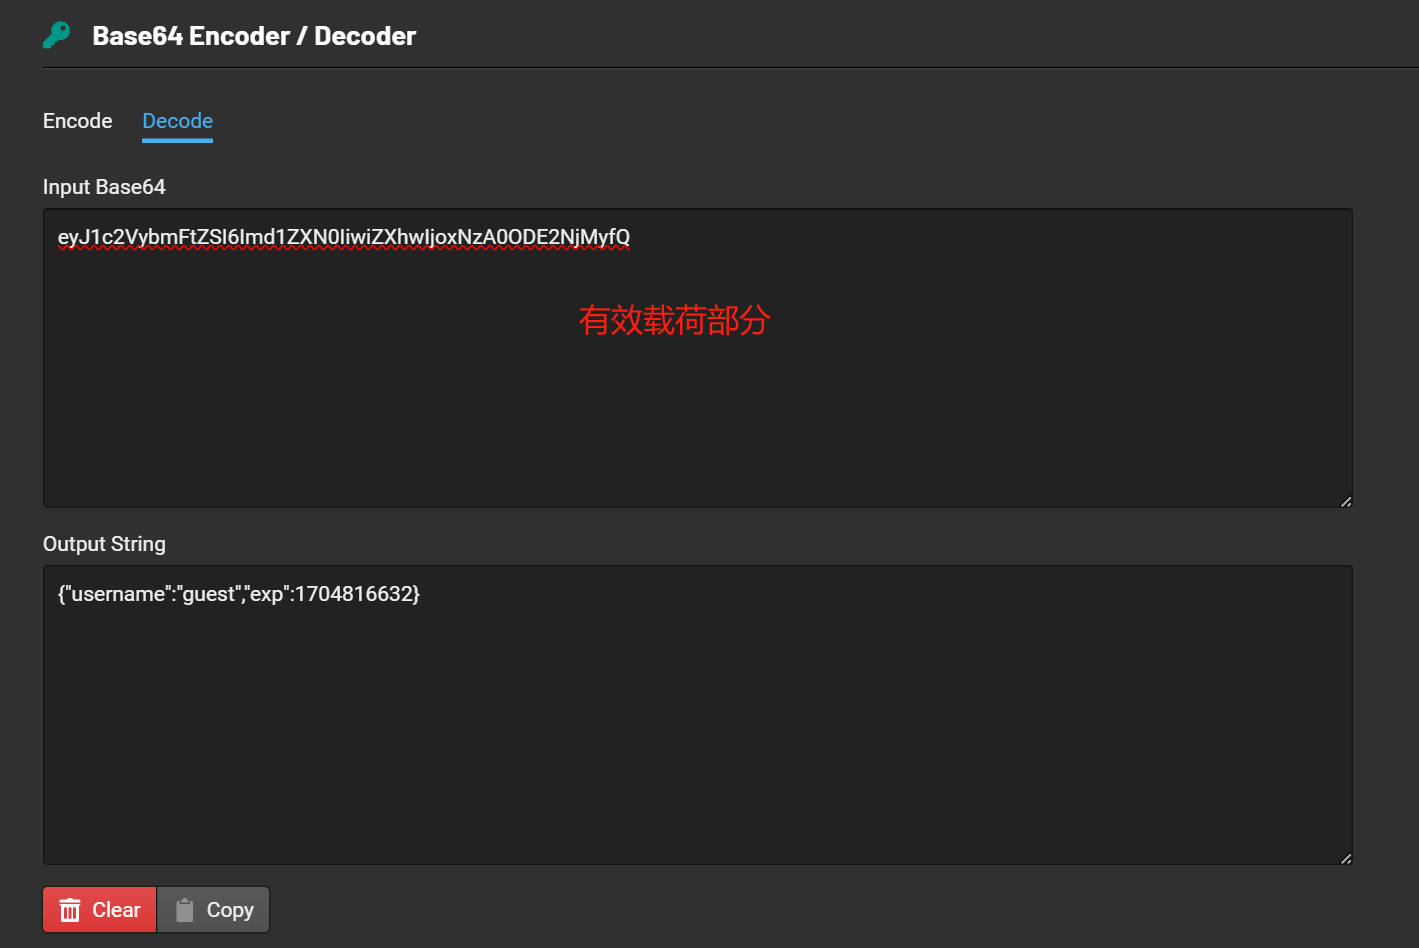 Base64 Encoder / Decoder
Encode Decode
Input Base64
eyJ1c2VybmFtZSI6Imd1ZXN0IiwiZXhwIjoxNzA0ODE2NjMyfQ
有效载荷部分
Output String
{"username":"guest","exp":1704816632}
Clear Copy